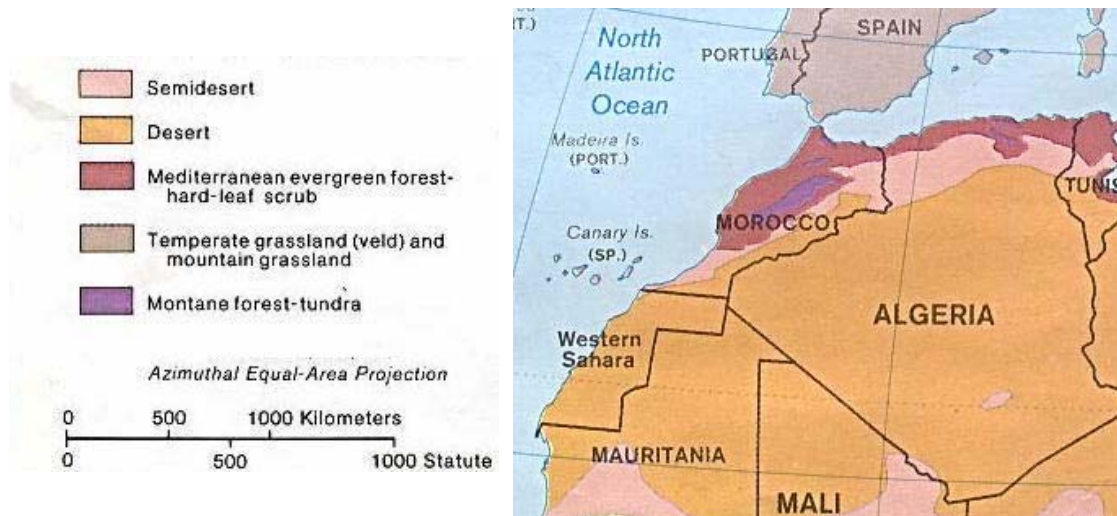 Semidesert
Desert
Mediterranean evergreen forest-
hard-leaf scrub
Temperate grassland (veld) and
mountain grassland
Montane forest-tundra
Azimuthal Equal-Area Projection
0 500 1000 Kilometers
0 500 1000 Statute
RT.)
North
Atlantic
Ocean
PORTUGAL
SPAIN
Madeira Is.
(PORT.)
Canary Is.
(SP.)
MOROCCO
TUNIS
ALGERIA
Western
Sahara
MAURITANIA
MALI